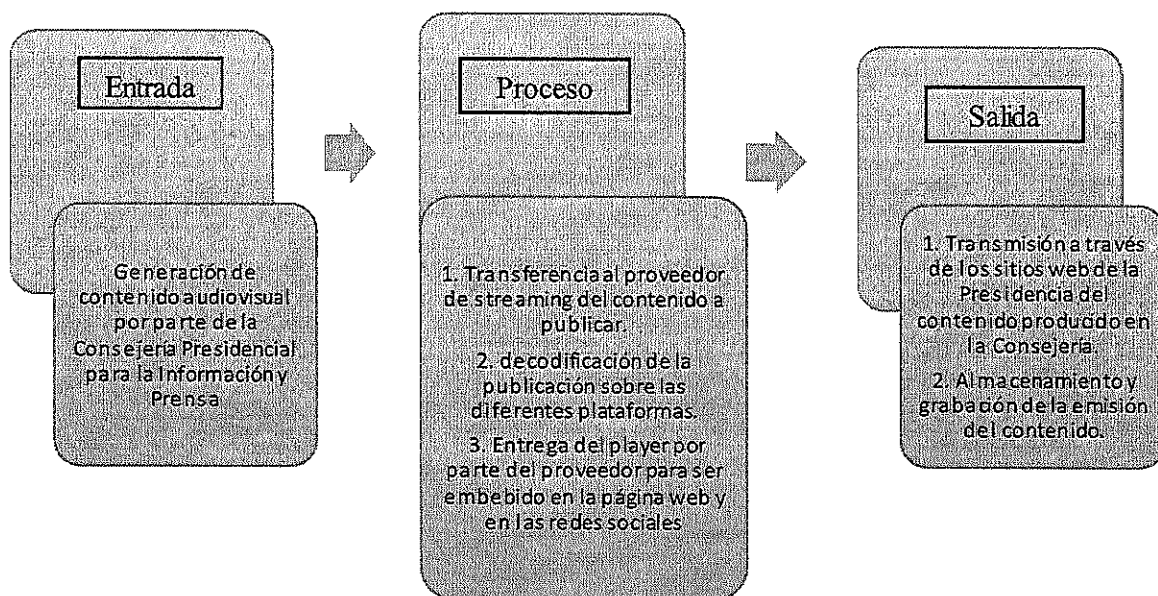 Entrada
Generación de
contenido audiovisual
por parte de la
Consejería Presidencial
para la Información y
Prensa
Proceso
1. Transferencia al proveedor
de streaming del contenido a
publicar.
2. decodificación de la
publicación sobre las
diferentes plataformas.
3. Entrega del player por
parte del proveedor para ser
embebido en la página web y
en las redes sociales
Salida
1. Transmisión a través
de los sitios web de la
Presidencia del
contenido producido en
la Consejería.
2. Almacenamiento y
grabación de la emisión
del contenido.